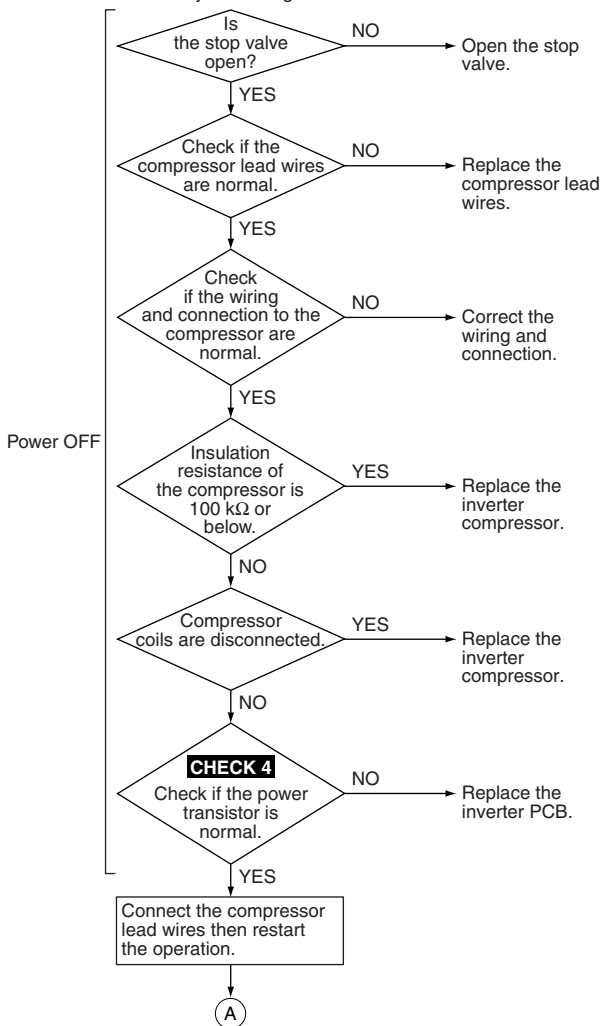 Is
the stop valve
open?
NO
Open the stop
valve.
YES
Check if the
compressor lead wires
are normal.
NO
Replace the
compressor lead
wires.
YES
Check
if the wiring
and connection to the
compressor are
normal.
NO
Correct the
wiring and
connection.
YES
Power OFF
Insulation
resistance of
the compressor is
100 kΩ or
below.
YES
Replace the
inverter
compressor.
NO
Compressor
coils are disconnected.
YES
Replace the
inverter
compressor.
NO
CHECK 4
Check if the power
transistor is
normal.
NO
Replace the
inverter PCB.
YES
Connect the compressor
lead wires then restart
the operation.
A